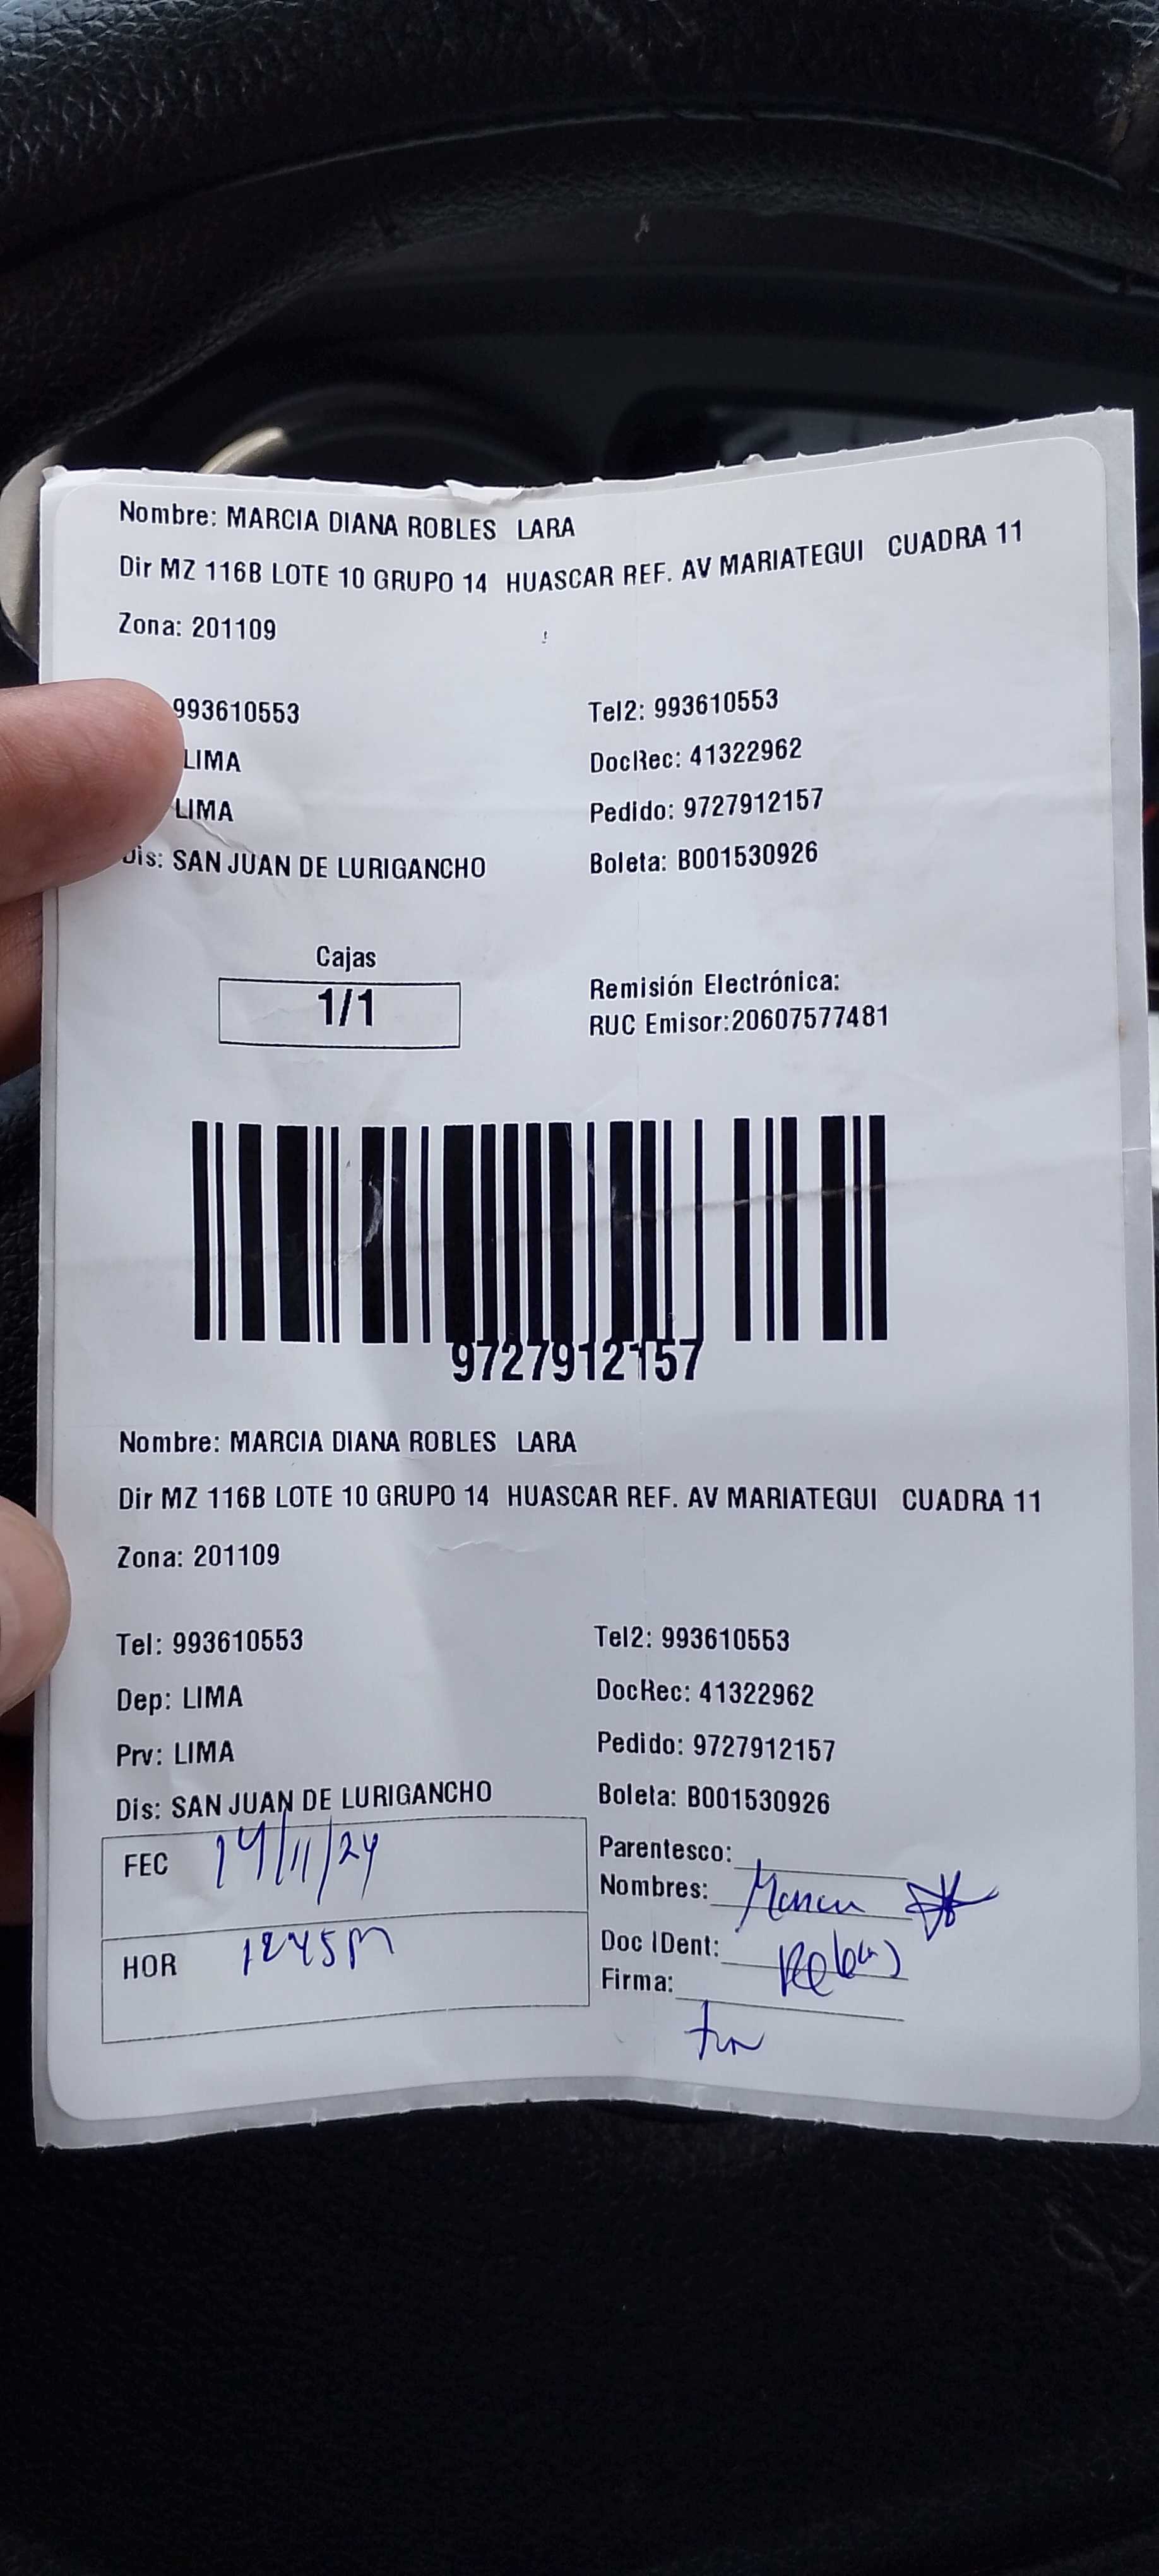 Nombre: MARCIA DIANA ROBLES LARA
Dir MZ 116B LOTE 10 GRUPO 14 HUASCAR REF. AV MARIATEGUI CUADRA 11
Zona: 201109
993610553 Tel2: 993610553
LIMA DocRec: 41322962
LIMA Pedido: 9727912157
Dis: SAN JUAN DE LURIGANCHO Boleta: B001530926
Cajas
1/1
Remisión Electrónica:
RUC Emisor:20607577481
9727912157
Nombre: MARCIA DIANA ROBLES LARA
Dir MZ 116B LOTE 10 GRUPO 14 HUASCAR REF. AV MARIATEGUI CUADRA 11
Zona: 201109
Tel: 993610553 Tel2: 993610553
Dep: LIMA DocRec: 41322962
Prv: LIMA Pedido: 9727912157
Dis: SAN JUAN DE LURIGANCHO Boleta: B001530926
FEC 14/11/24
HOR 1245m
Parentesco:
Nombres:
Doc IDent:
Firma: